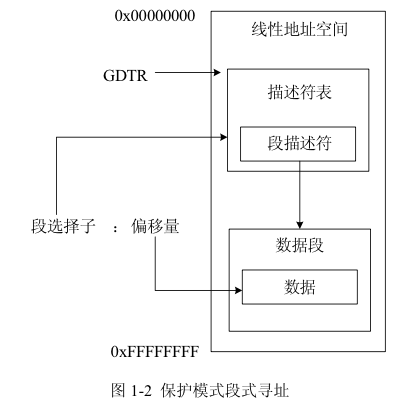 0x00000000
线性地址空间
GDTR
描述符表
段描述符
段选择子 : 偏移量
数据段
数据
0xFFFFFFFF
图 1-2 保护模式段式寻址